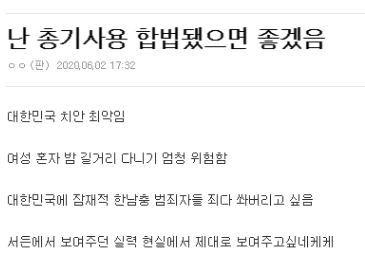 난 총기사용 합법됐으면 좋겠음
ㅇㅇ (판) 2020.06.02 17:32
대한민국 치안 최악임
여성 혼자 밤 길거리 다니기 엄청 위험함
대한민국에 잠재적 한남충 범죄자들 죄다 쏴버리고 싶음
서든에서 보여주던 실력 현실에서 제대로 보여주고싶네케케